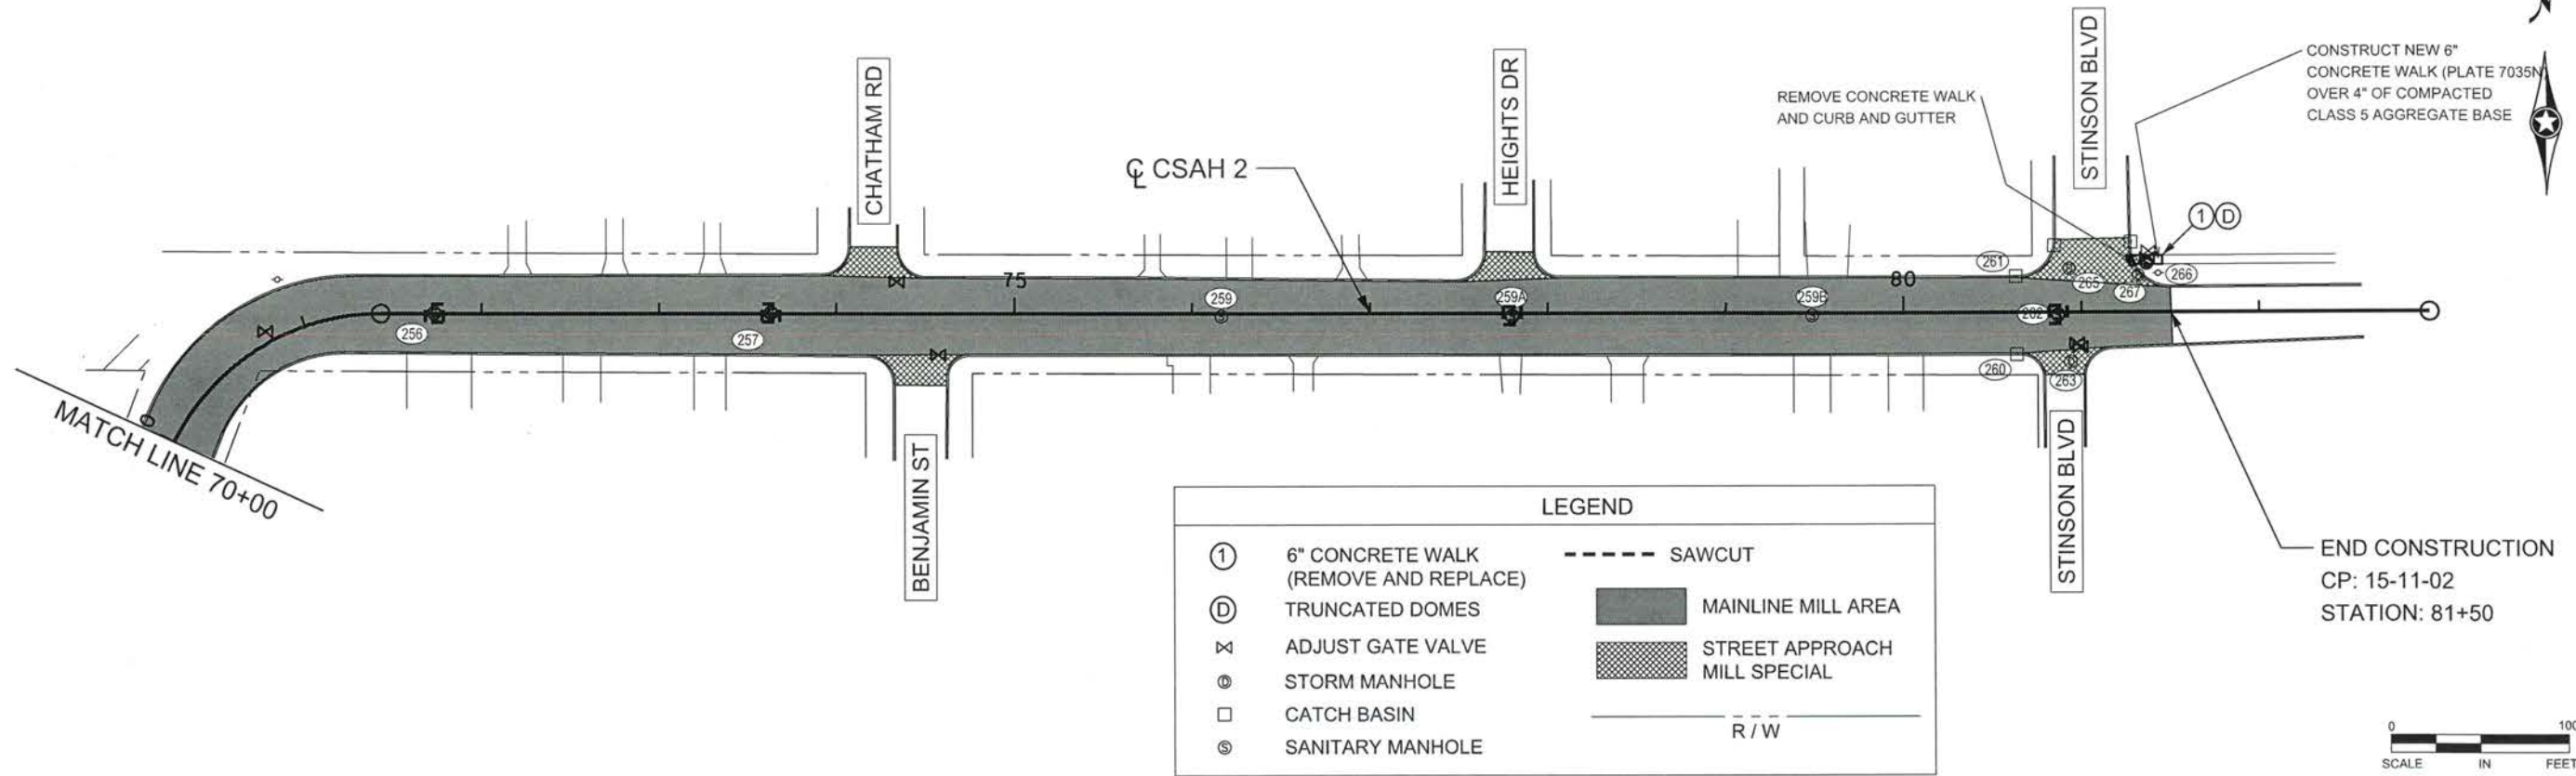 CHATHAM RD
HEIGHTS DR
STINSON BLVD
CONSTRUCT NEW 6"
CONCRETE WALK (PLATE 7035N)
OVER 4" OF COMPACTED
CLASS 5 AGGREGATE BASE
REMOVE CONCRETE WALK
AND CURB AND GUTTER
℄ CSAH 2
1 D
75
80
256
257
259
259A
259B
261
265
266
267
260
263
MATCH LINE 70+00
BENJAMIN ST
STINSON BLVD
END CONSTRUCTION
CP: 15-11-02
STATION: 81+50
LEGEND
1 6" CONCRETE WALK
(REMOVE AND REPLACE)
D TRUNCATED DOMES
ADJUST GATE VALVE
D STORM MANHOLE
CATCH BASIN
S SANITARY MANHOLE
SAWCUT
MAINLINE MILL AREA
STREET APPROACH
MILL SPECIAL
R / W
0 100
SCALE IN FEET